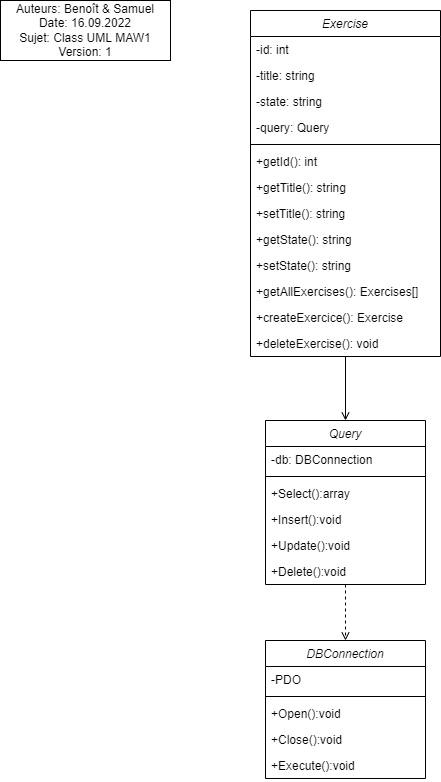 Auteurs: Benoît & Samuel
Date: 16.09.2022
Sujet: Class UML MAW1
Version: 1
Exercise
-id: int
-title: string
-state: string
-query: Query
+getId(): int
+getTitle(): string
+setTitle(): string
+getState(): string
+setState(): string
+getAllExercises(): Exercises[]
+createExercice(): Exercise
+deleteExercise(): void
Query
-db: DBConnection
+Select():array
+Insert():void
+Update():void
+Delete():void
DBConnection
-PDO
+Open():void
+Close():void
+Execute():void